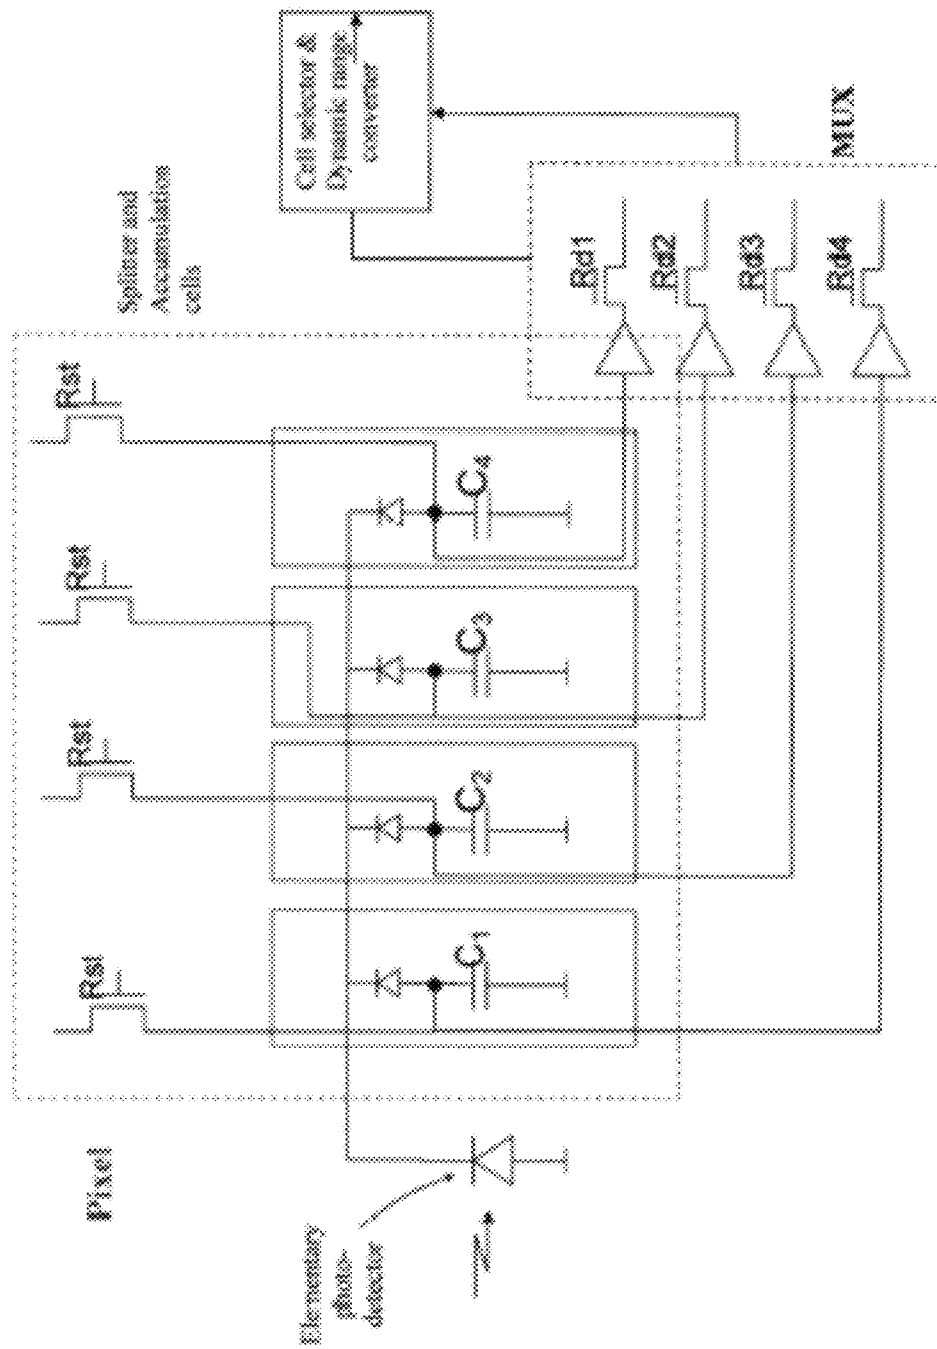 Pixel
Elementary
photo-
detector
Rst
Rst
Rst
Rst
C1
C2
C3
C4
Splitter and
Accumulation
cells
Rd1
Rd2
Rd3
Rd4
MUX
Cell selector &
Dynamic range
converter